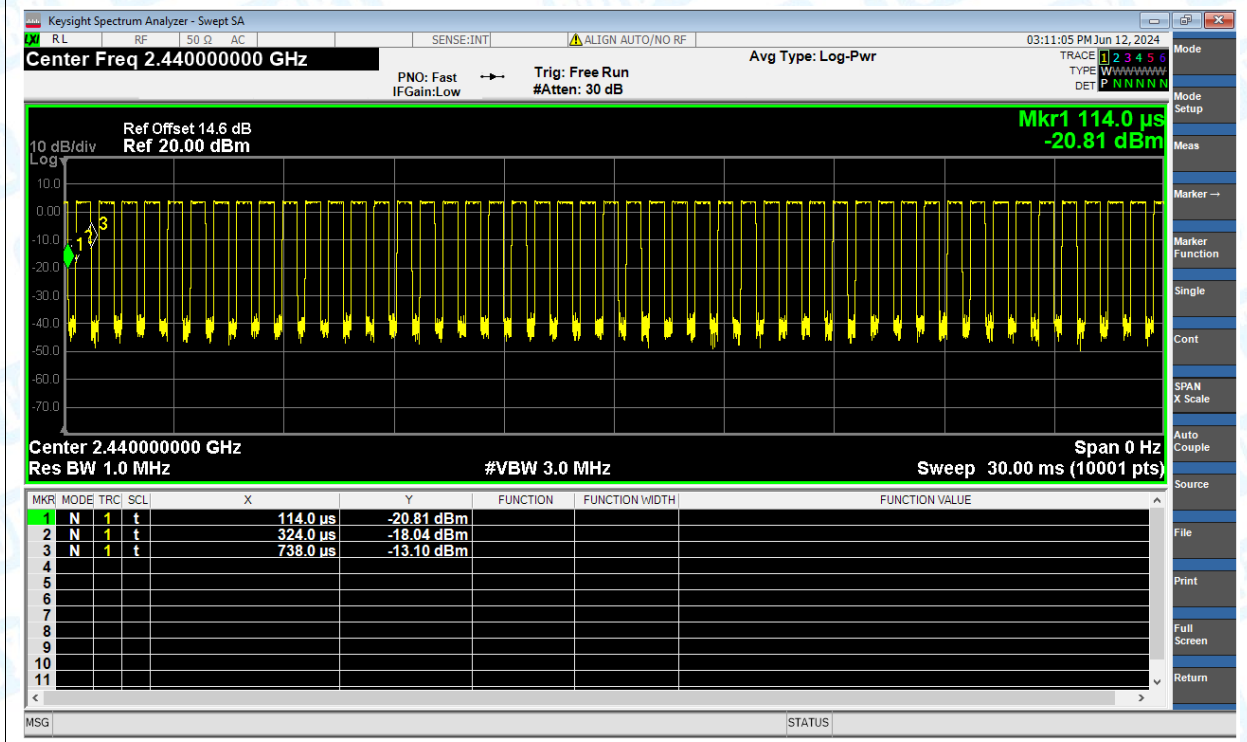 Keysight Spectrum Analyzer - Swept SA
LXI RL RF 50 Ω AC SENSE:INT ALIGN AUTO/NO RF 03:11:05 PM Jun 12, 2024
Center Freq 2.440000000 GHz
PNO: Fast
IFGain:Low
Trig: Free Run
#Atten: 30 dB
Avg Type: Log-Pwr
TRACE 1 2 3 4 5 6
TYPE WWWWWW
DET P N N N N N
Mkr1 114.0 µs
-20.81 dBm
Ref Offset 14.6 dB
10 dB/div Ref 20.00 dBm
Log
10.0
0.00
-10.0
-20.0
-30.0
-40.0
-50.0
-60.0
-70.0
1
2
3
Center 2.440000000 GHz Span 0 Hz
Res BW 1.0 MHz #VBW 3.0 MHz Sweep 30.00 ms (10001 pts)
MKR MODE TRC SCL X Y FUNCTION FUNCTION WIDTH FUNCTION VALUE
1 N 1 t 114.0 µs -20.81 dBm
2 N 1 t 324.0 µs -18.04 dBm
3 N 1 t 738.0 µs -13.10 dBm
4
5
6
7
8
9
10
11
MSG STATUS
Mode
Mode
Setup
Meas
Marker →
Marker
Function
Single
Cont
SPAN
X Scale
Auto
Couple
Source
File
Print
Full
Screen
Return